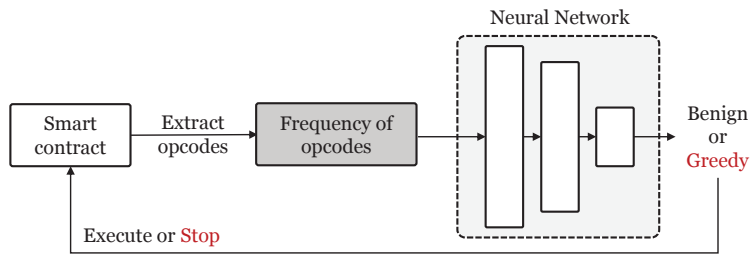 Neural Network
Smart
contract
Extract
opcodes
Frequency of
opcodes
Benign
or
Greedy
Execute or Stop